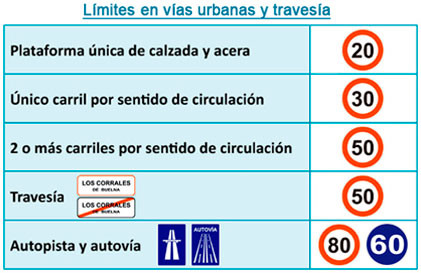 Límites en vías urbanas y travesía
Plataforma única de calzada y acera
20
Único carril por sentido de circulación
30
2 o más carriles por sentido de circulación
50
Travesía
LOS CORRALES
DE BUELNA
LOS CORRALES
DE BUELNA
50
Autopista y autovía
AUTOVÍA
80
60